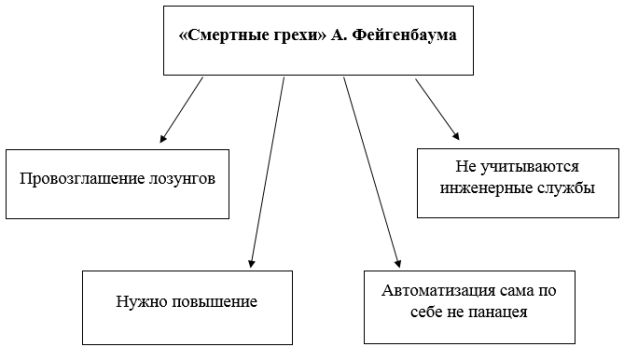 «Смертные грехи» А. Фейгенбаума
Провозглашение лозунгов
Не учитываются
инженерные службы
Нужно повышение
Автоматизация сама по
себе не панацея